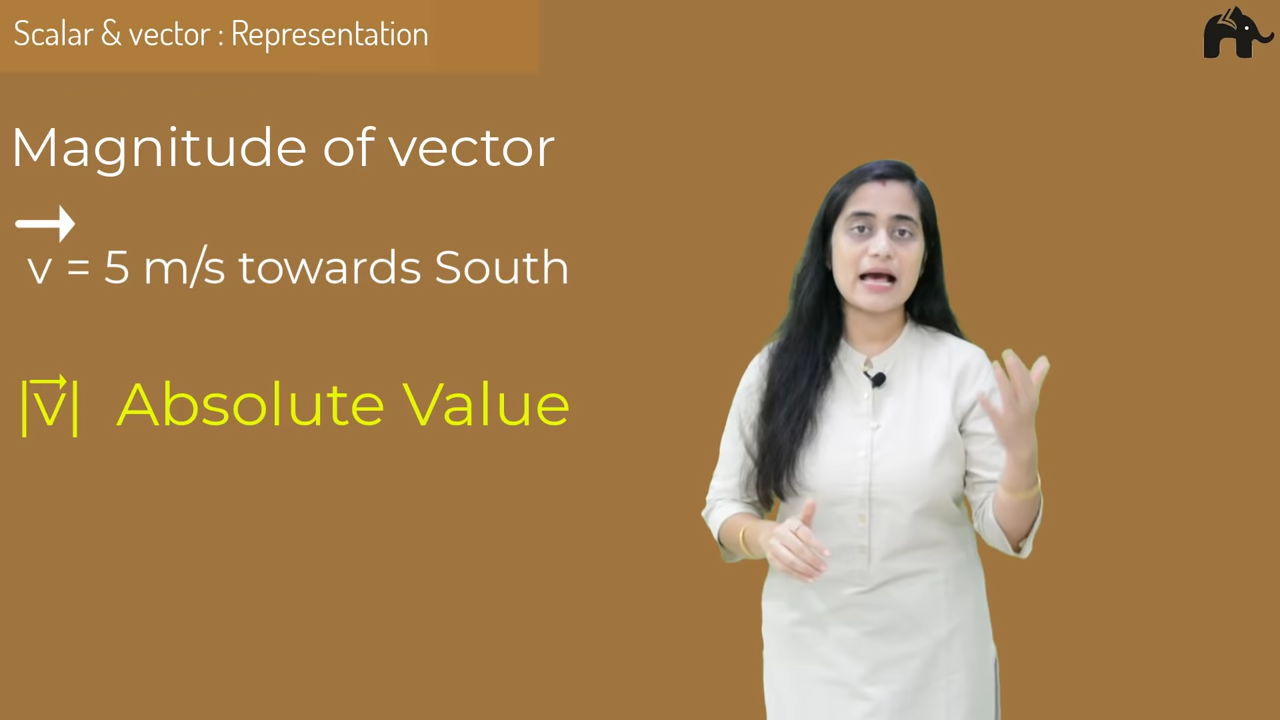 Scalar & vector : Representation
Magnitude of vector
→
v = 5 m/s towards South
|v⃗| Absolute Value